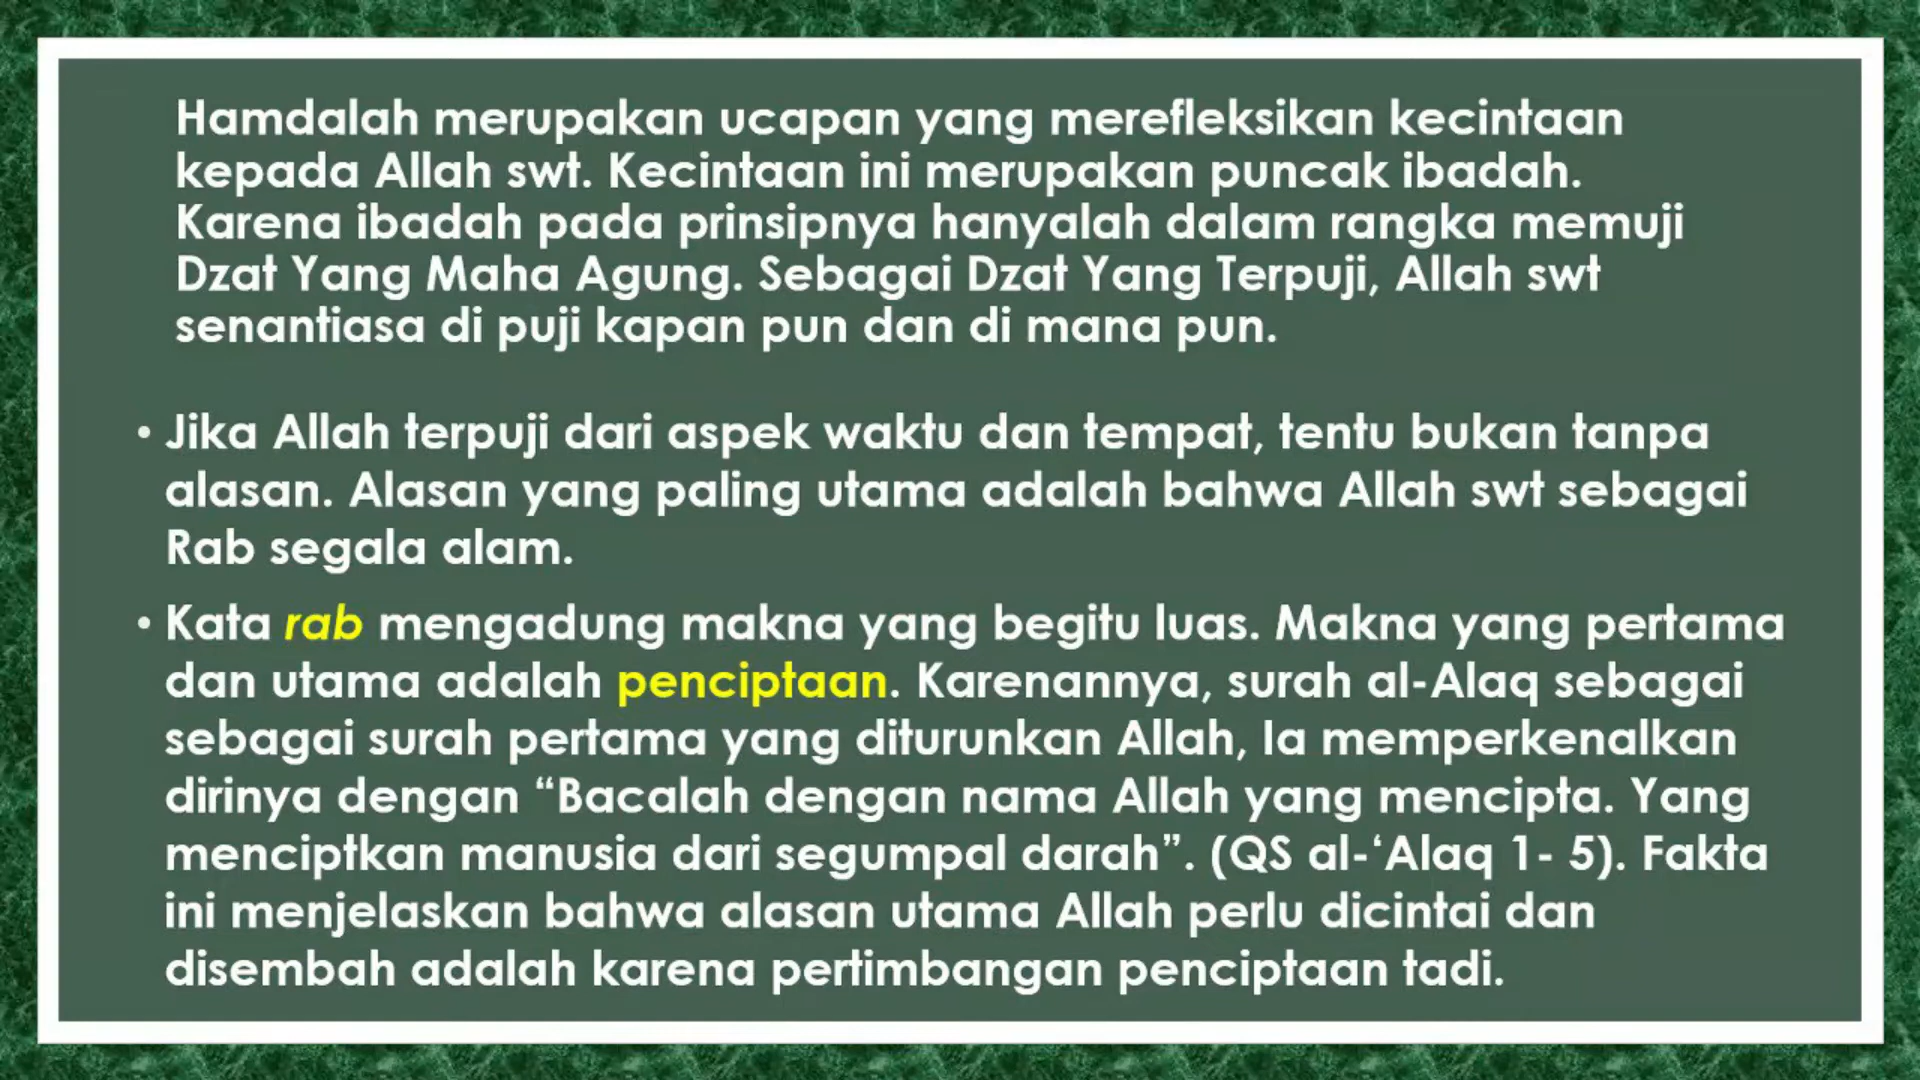 Hamdalah merupakan ucapan yang merefleksikan kecintaan
kepada Allah swt. Kecintaan ini merupakan puncak ibadah.
Karena ibadah pada prinsipnya hanyalah dalam rangka memuji
Dzat Yang Maha Agung. Sebagai Dzat Yang Terpuji, Allah swt
senantiasa di puji kapan pun dan di mana pun.
• Jika Allah terpuji dari aspek waktu dan tempat, tentu bukan tanpa
alasan. Alasan yang paling utama adalah bahwa Allah swt sebagai
Rab segala alam.
• Kata rab mengadung makna yang begitu luas. Makna yang pertama
dan utama adalah penciptaan. Karenannya, surah al-Alaq sebagai
sebagai surah pertama yang diturunkan Allah, Ia memperkenalkan
dirinya dengan “Bacalah dengan nama Allah yang mencipta. Yang
menciptkan manusia dari segumpal darah”. (QS al-‘Alaq 1- 5). Fakta
ini menjelaskan bahwa alasan utama Allah perlu dicintai dan
disembah adalah karena pertimbangan penciptaan tadi.